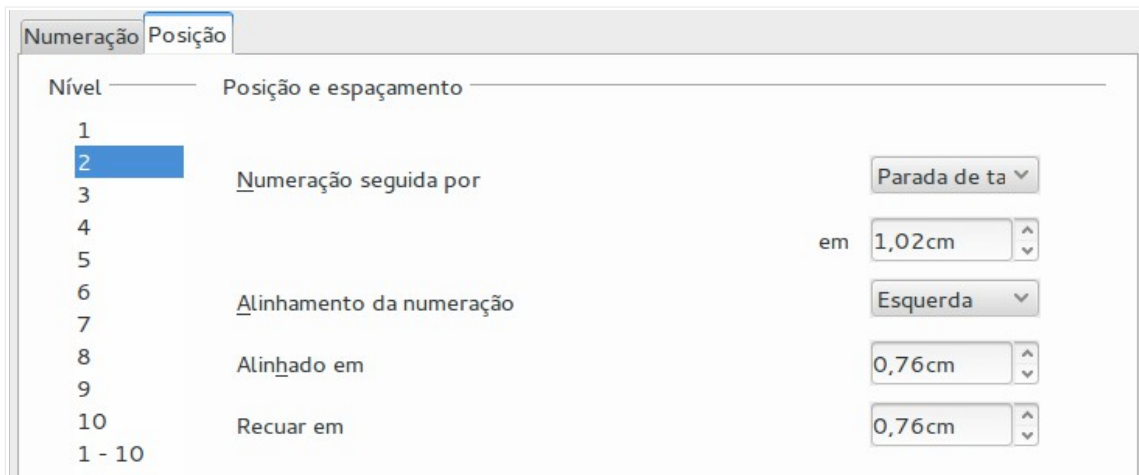 Numeração Posição
Nível Posição e espaçamento
1
2
Numeração seguida por Parada de ta
3
4
em 1,02cm
5
6
Alinhamento da numeração Esquerda
7
8
Alinhado em 0,76cm
9
10
Recuar em 0,76cm
1 - 10